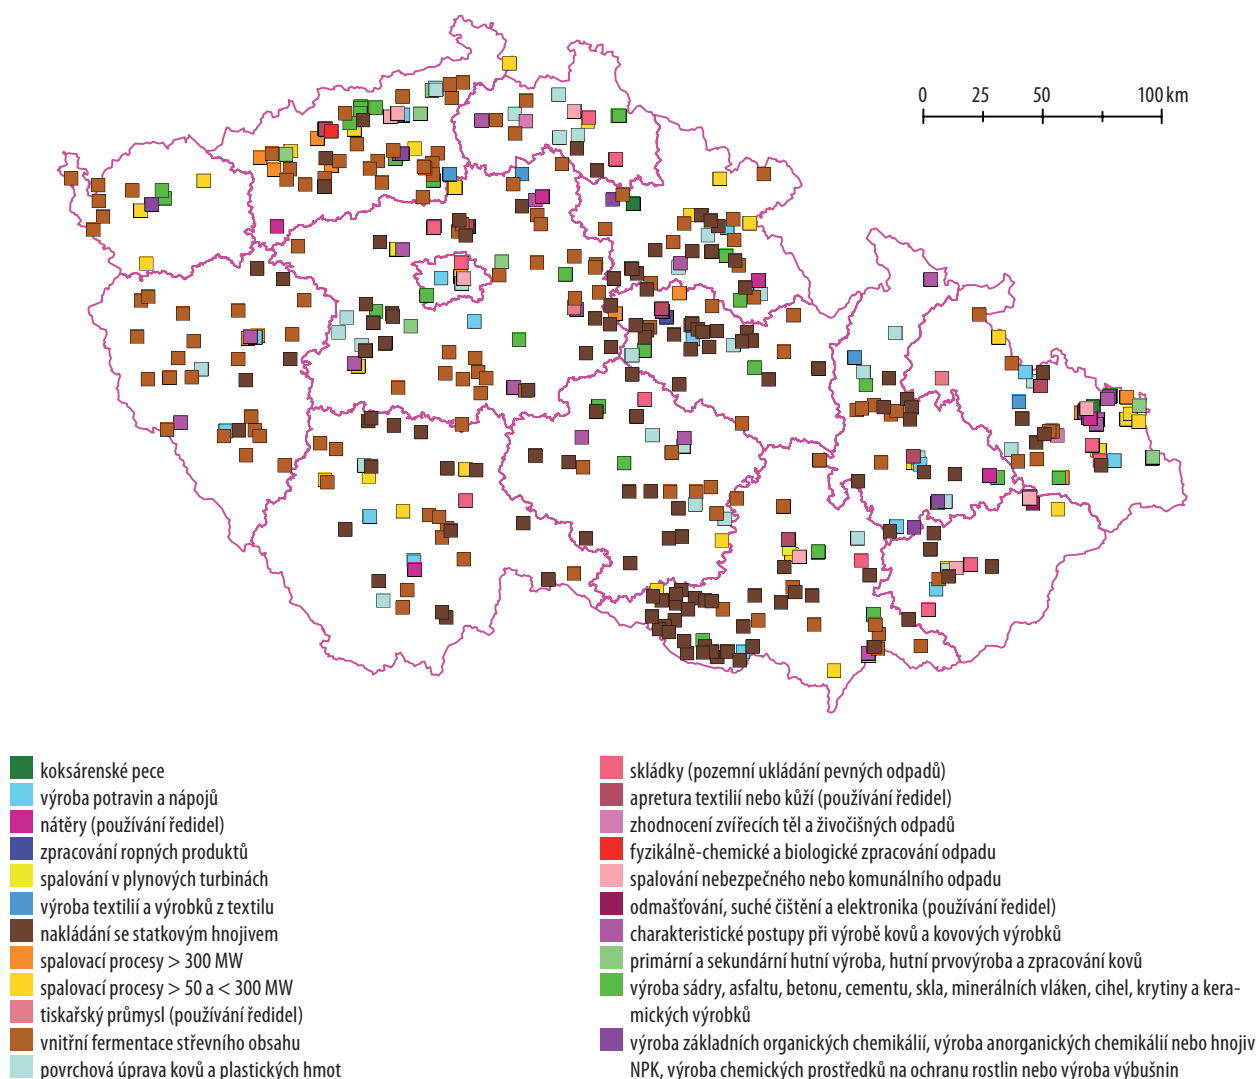 0 25 50 100 km
koksárenské pece
výroba potravin a nápojů
nátěry (používání ředidel)
zpracování ropných produktů
spalování v plynových turbinách
výroba textilií a výrobků z textilu
nakládání se statkovým hnojivem
spalovací procesy > 300 MW
spalovací procesy > 50 a < 300 MW
tiskařský průmysl (používání ředidel)
vnitřní fermentace střevního obsahu
povrchová úprava kovů a plastických hmot
skládky (pozemní ukládání pevných odpadů)
apretura textilií nebo kůží (používání ředidel)
zhodnocení zvířecích těl a živočišných odpadů
fyzikálně-chemické a biologické zpracování odpadu
spalování nebezpečného nebo komunálního odpadu
odmašťování, suché čištění a elektronika (používání ředidel)
charakteristické postupy při výrobě kovů a kovových výrobků
primární a sekundární hutní výroba, hutní prvovýroba a zpracování kovů
výroba sádry, asfaltu, betonu, cementu, skla, minerálních vláken, cihel, krytiny a kera-
mických výrobků
výroba základních organických chemikálií, výroba anorganických chemikálií nebo hnojiv
NPK, výroba chemických prostředků na ochranu rostlin nebo výroba výbušnin